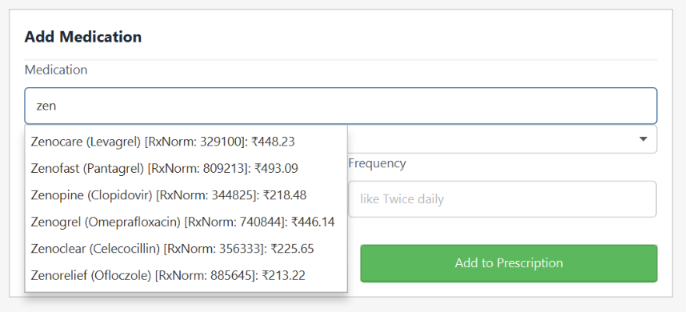 Add Medication
Medication
zen
Zenocare (Levagrel) [RxNorm: 329100]: ₹448.23
Zenofast (Pantagrel) [RxNorm: 809213]: ₹493.09
Zenopine (Clopidovir) [RxNorm: 344825]: ₹218.48
Zenogrel (Omeprafloxacin) [RxNorm: 740844]: ₹446.14
Zenoclear (Celecocillin) [RxNorm: 356333]: ₹225.65
Zenorelief (Ofloczole) [RxNorm: 885645]: ₹213.22
Frequency
like Twice daily
Add to Prescription